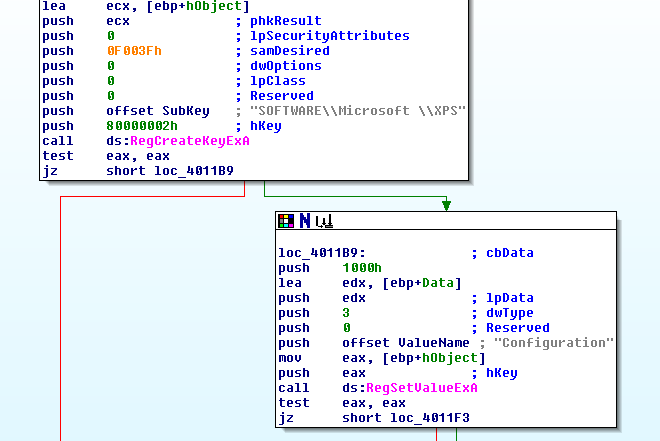 lea     ecx, [ebp+hObject]
push    ecx             ; phkResult
push    0               ; lpSecurityAttributes
push    0F003Fh         ; samDesired
push    0               ; dwOptions
push    0               ; lpClass
push    0               ; Reserved
push    offset SubKey   ; "SOFTWARE\\Microsoft \\XPS"
push    80000002h       ; hKey
call    ds:RegCreateKeyExA
test    eax, eax
jz      short loc_4011B9
loc_4011B9:             ; cbData
push    1000h
lea     edx, [ebp+Data]
push    edx             ; lpData
push    3               ; dwType
push    0               ; Reserved
push    offset ValueName ; "Configuration"
mov     eax, [ebp+hObject]
push    eax             ; hKey
call    ds:RegSetValueExA
test    eax, eax
jz      short loc_4011F3